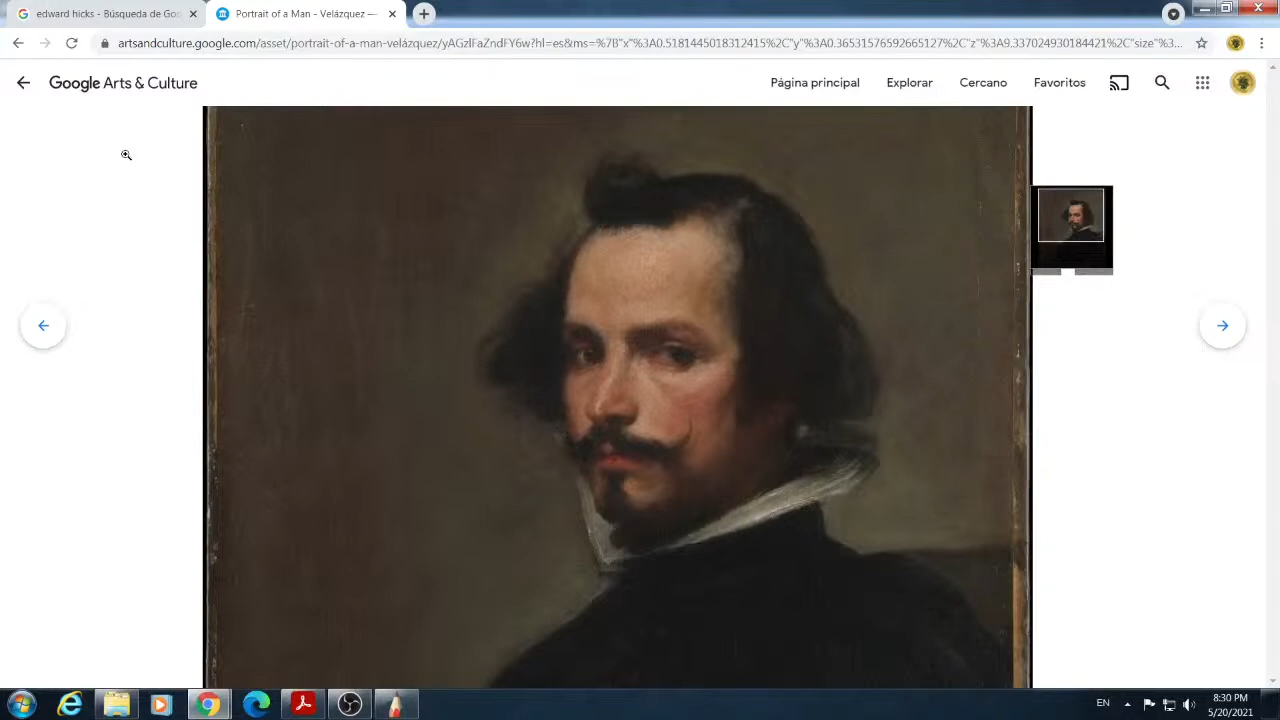 edward hicks - Búsqueda de Goo
Portrait of a Man - Velázquez —
artsandculture.google.com/asset/portrait-of-a-man-velázquez/yAGzIFaZndFY6w?hl=es&ms=%7B"x"%3A0.5181445018312415%2C"y"%3A0.36531576592665127%2C"z"%3A9.337024930184421%2C"size"%3...
Google Arts & Culture
Página principal
Explorar
Cercano
Favoritos
EN
8:30 PM
5/20/2021